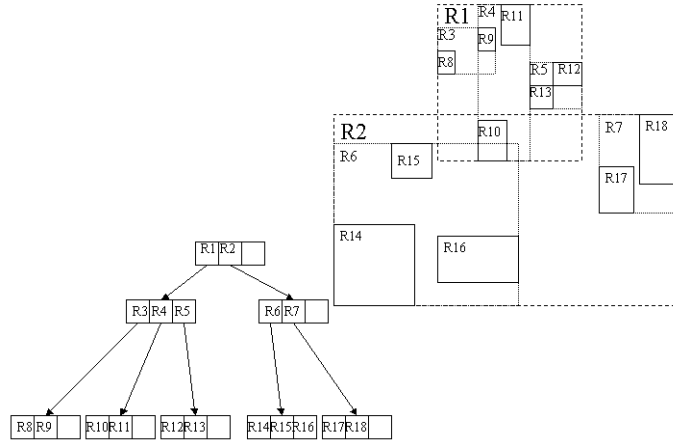 R1
R4
R11
R3
R9
R8
R5
R12
R13
R2
R10
R7
R18
R6
R15
R17
R14
R16
R1 R2
R3 R4 R5
R6 R7
R8 R9
R10 R11
R12 R13
R14 R15 R16
R17 R18